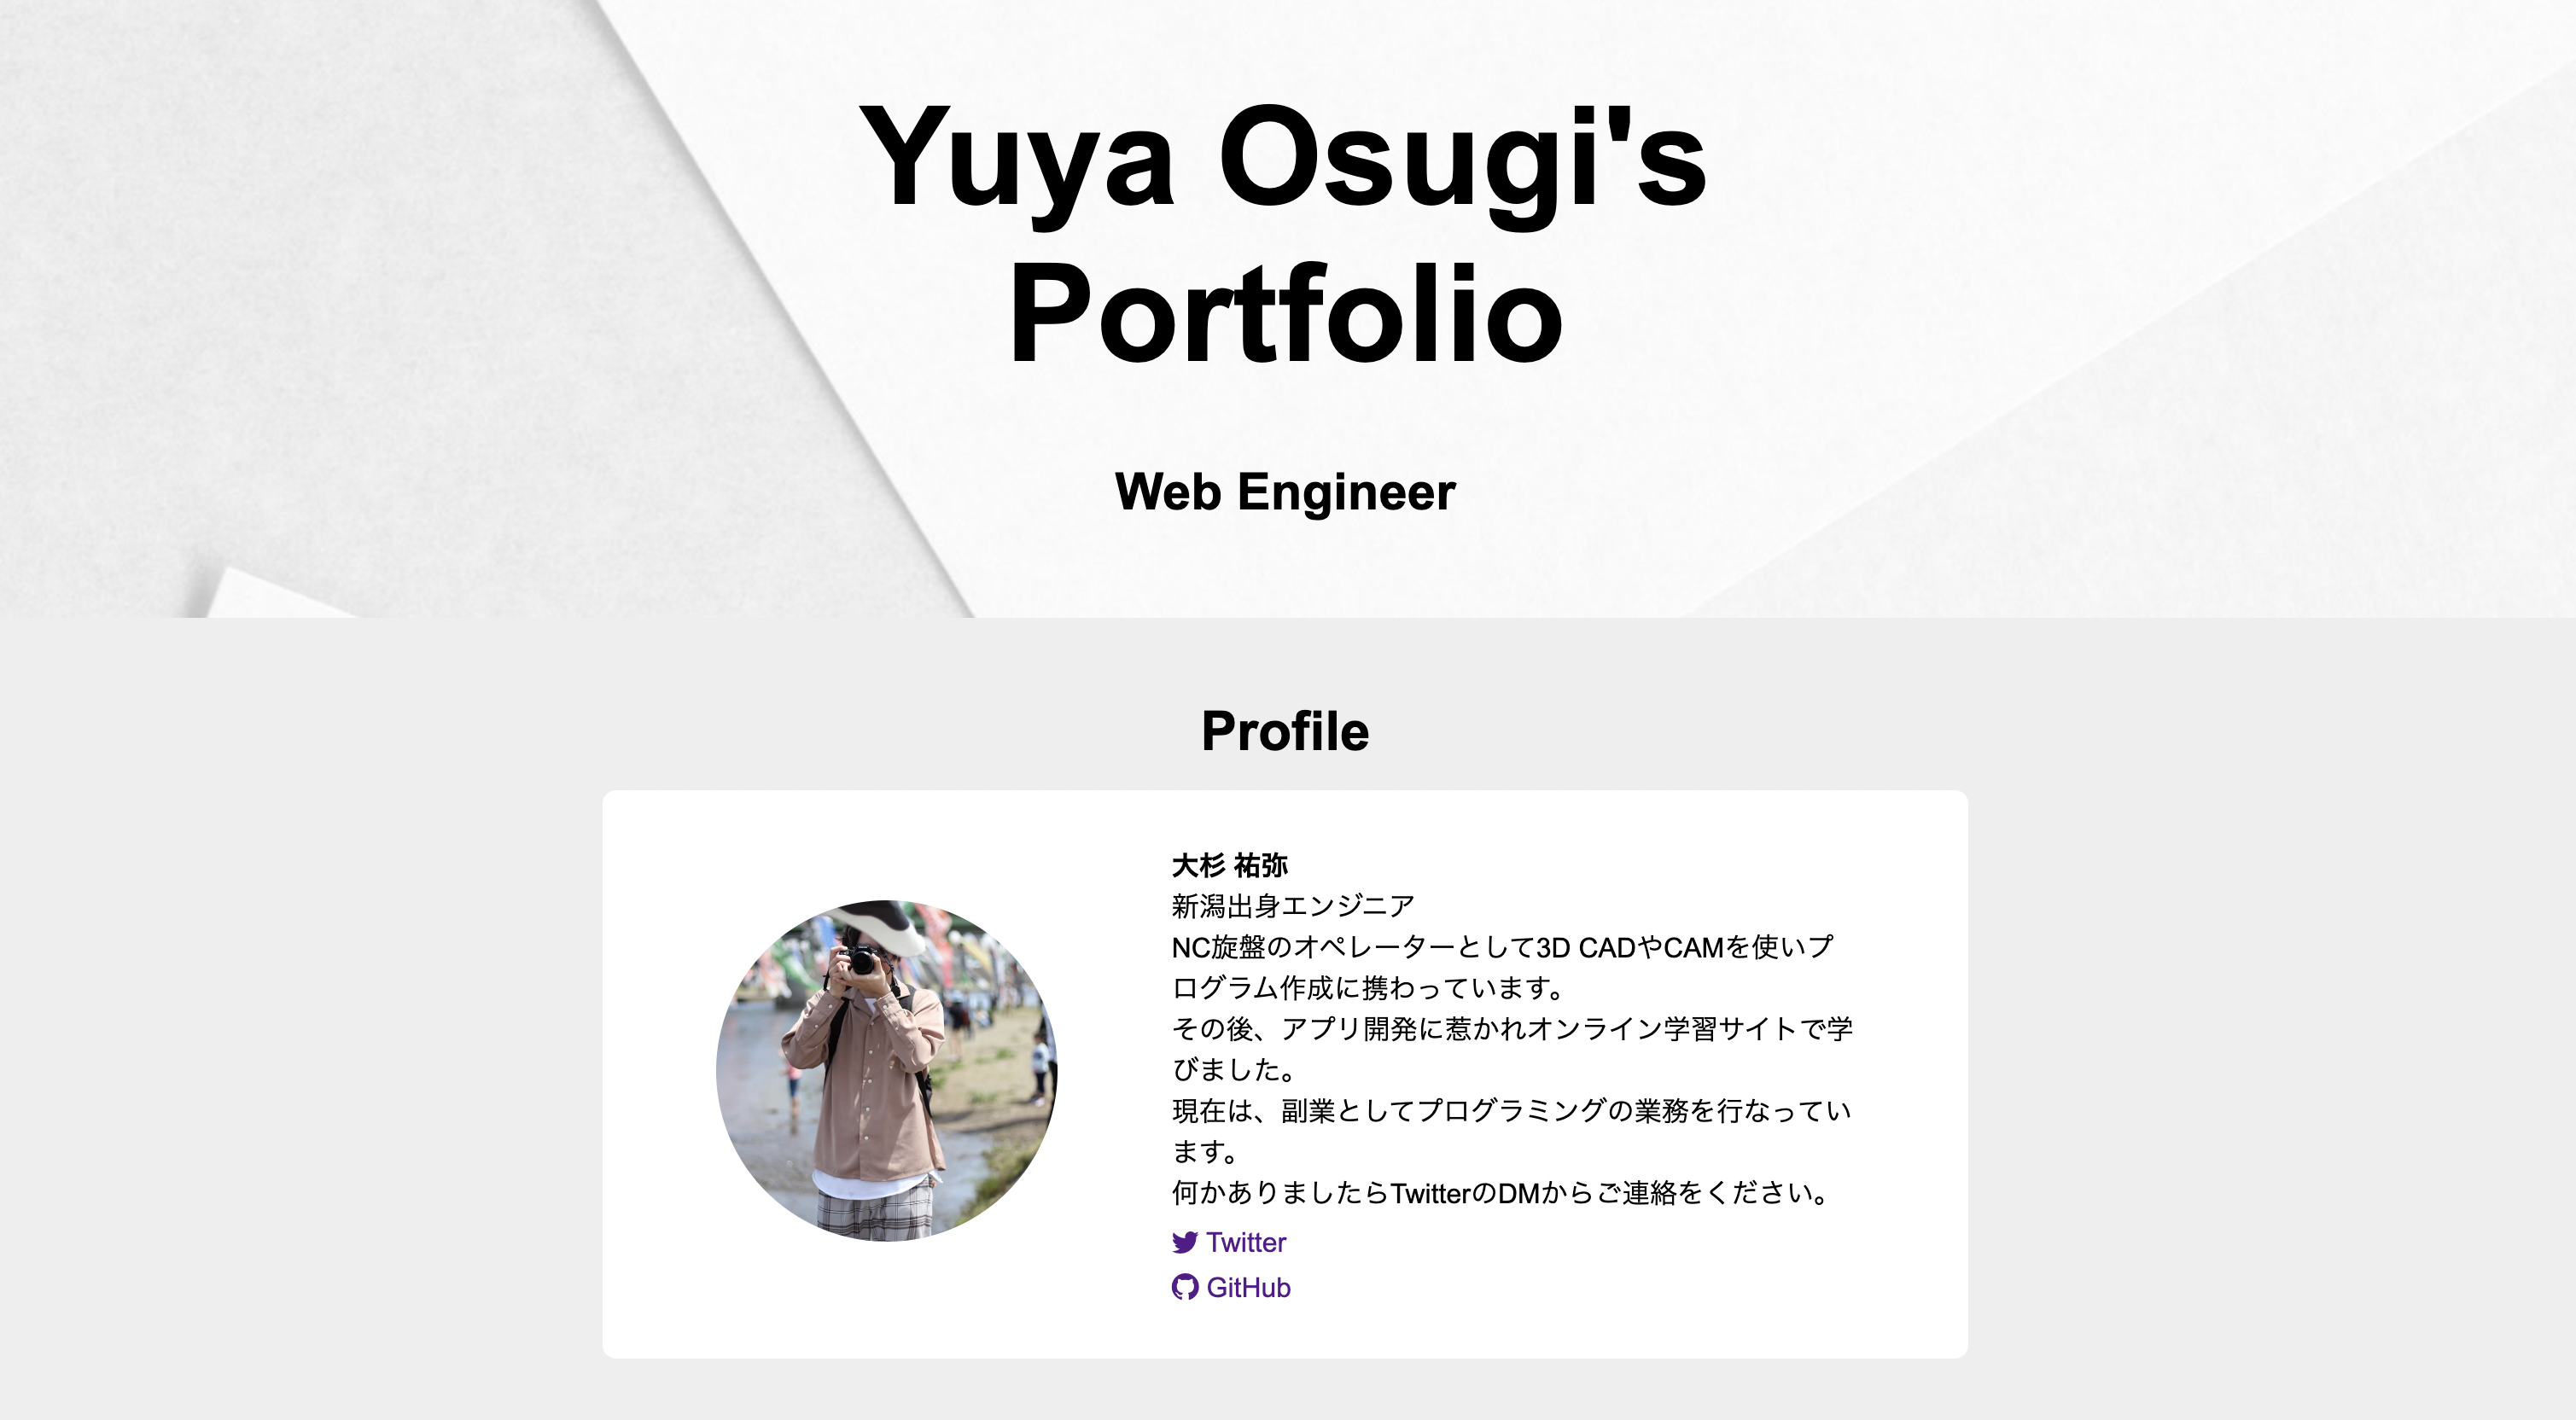 Yuya Osugi's
Portfolio
Web Engineer
Profile
大杉 祐弥
新潟出身エンジニア
NC旋盤のオペレーターとして3D CADやCAMを使いプ
ログラム作成に携わっています。
その後、アプリ開発に惹かれオンライン学習サイトで学
びました。
現在は、副業としてプログラミングの業務を行なってい
ます。
何かありましたらTwitterのDMからご連絡をください。
Twitter
GitHub